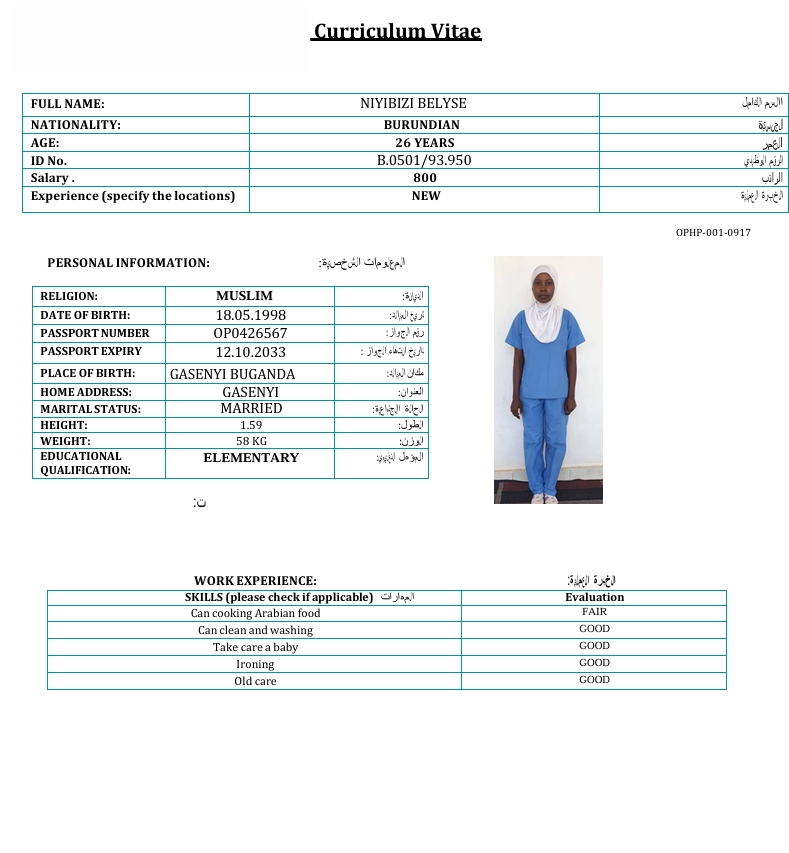 Curriculum Vitae
FULL NAME: NIYIBIZI BELYSE الاسم الكامل
NATIONALITY: BURUNDIAN الجنسية
AGE: 26 YEARS العمر
ID No. B.0501/93.950
Salary . 800 الراتب
Experience (specify the locations) NEW الخبرة العملية
OPHP-001-0917
PERSONAL INFORMATION: المعلومات الشخصية:
RELIGION: MUSLIM الديانة:
DATE OF BIRTH: 18.05.1998 تاريخ الميلاد:
PASSPORT NUMBER OP0426567 رقم الجواز:
PASSPORT EXPIRY 12.10.2033 تاريخ انتهاء الجواز :
PLACE OF BIRTH: GASENYI BUGANDA مكان الميلاد:
HOME ADDRESS: GASENYI العنوان:
MARITAL STATUS: MARRIED الحالة الاجتماعية:
HEIGHT: 1.59 الطول:
WEIGHT: 58 KG الوزن:
EDUCATIONAL QUALIFICATION: ELEMENTARY المؤهل التعليمي:
ت:
WORK EXPERIENCE: الخبرة العملية:
SKILLS (please check if applicable) المهارات Evaluation
Can cooking Arabian food FAIR
Can clean and washing GOOD
Take care a baby GOOD
Ironing GOOD
Old care GOOD